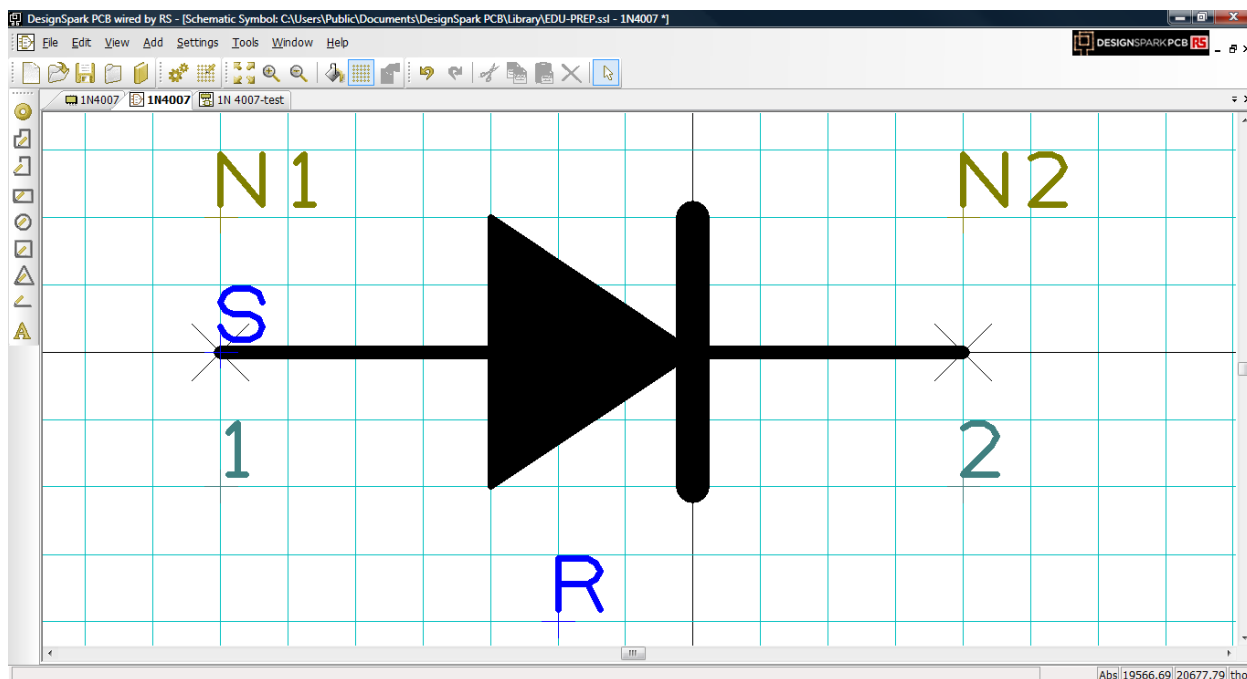 DesignSpark PCB wired by RS - [Schematic Symbol: C:\Users\Public\Documents\DesignSpark PCB\Library\EDU-PREP.ssl - 1N4007 *]
File Edit View Add Settings Tools Window Help
DESIGNSPARKPCB RS
1N4007 1N4007 1N 4007-test
N1 N2
S
1 2
R
Abs 19566.69 20677.79 tho